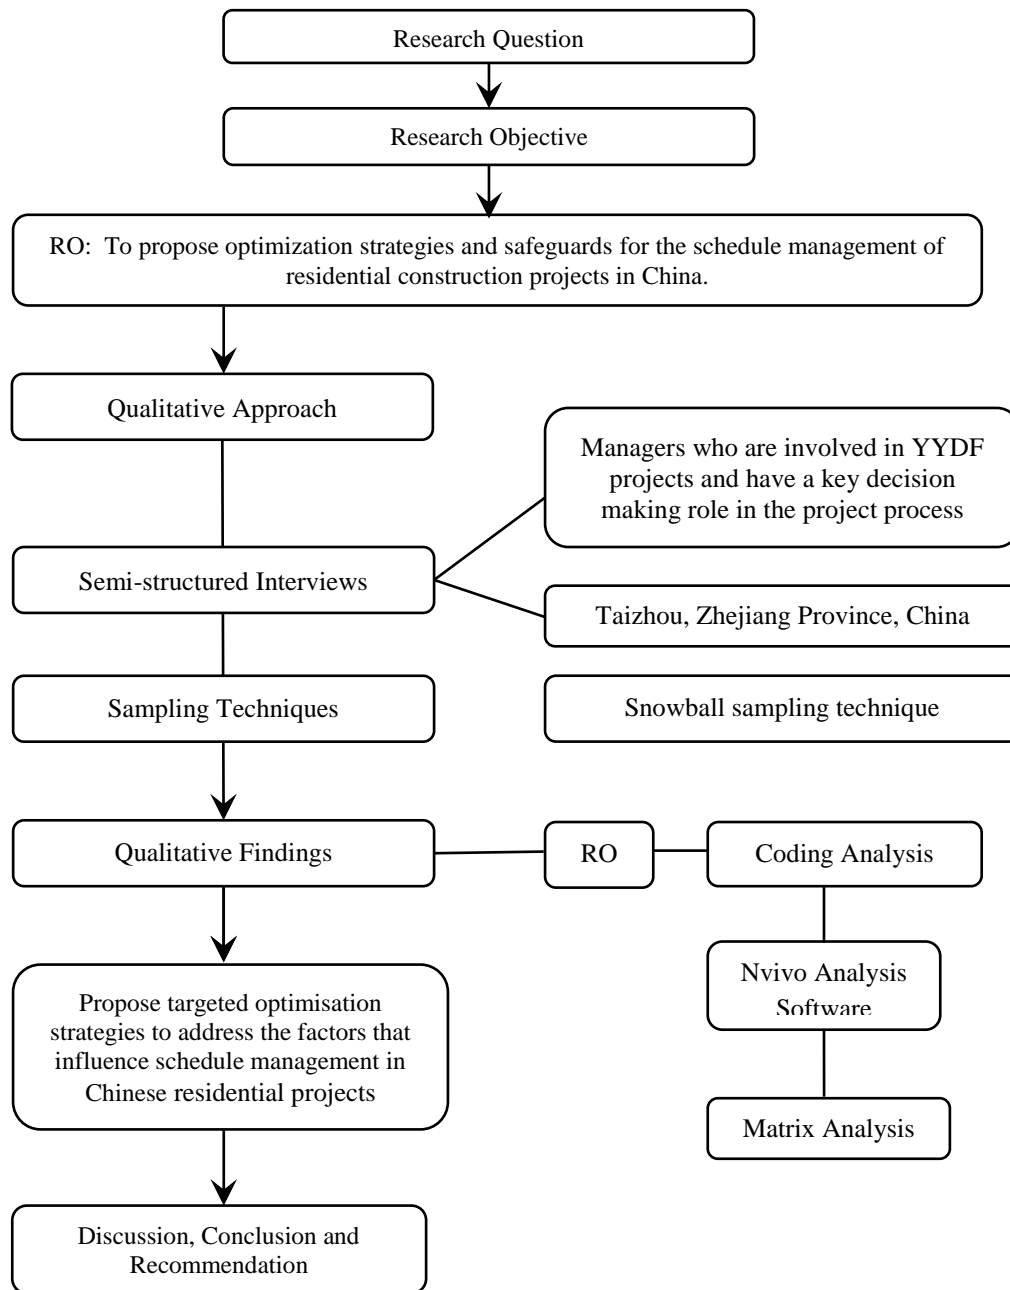 Research Question
Research Objective
RO: To propose optimization strategies and safeguards for the schedule management of
residential construction projects in China.
Qualitative Approach
Managers who are involved in YYDF
projects and have a key decision
making role in the project process
Semi-structured Interviews
Taizhou, Zhejiang Province, China
Sampling Techniques
Snowball sampling technique
Qualitative Findings
RO
Coding Analysis
Nvivo Analysis
Software
Propose targeted optimisation
strategies to address the factors that
influence schedule management in
Chinese residential projects
Matrix Analysis
Discussion, Conclusion and
Recommendation